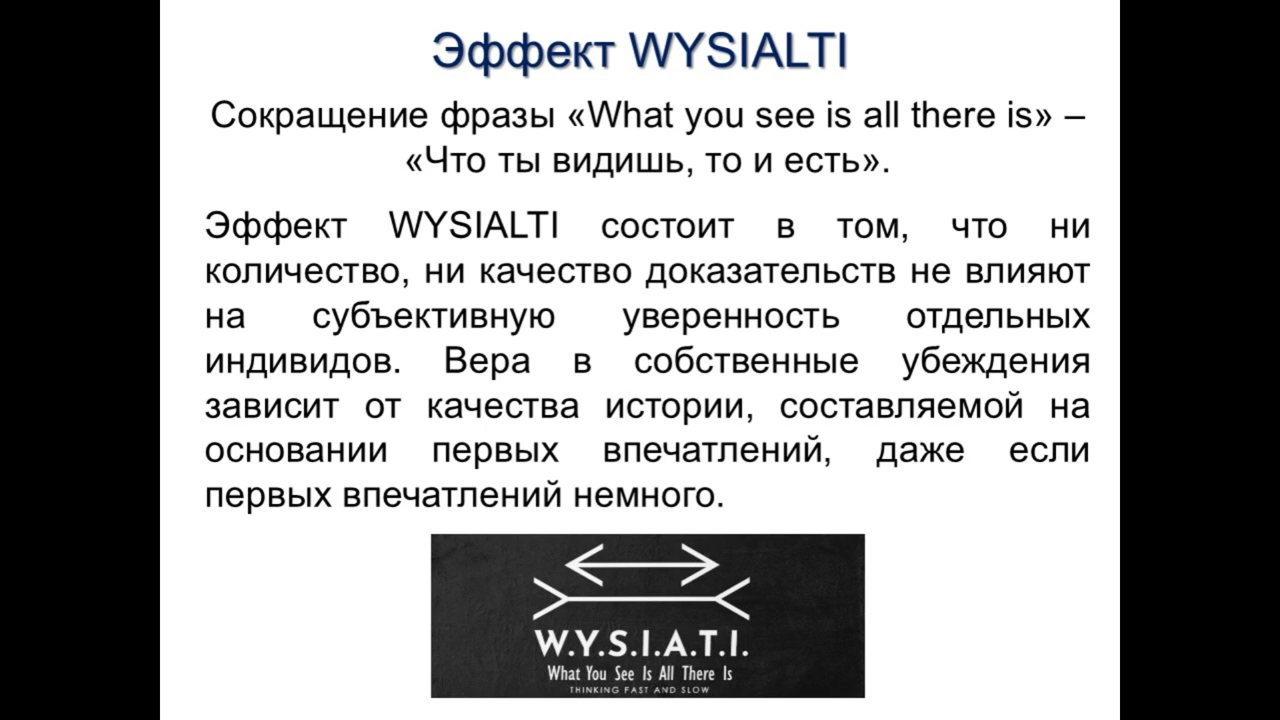 Эффект WYSIALTI
Сокращение фразы «What you see is all there is» –
«Что ты видишь, то и есть».
Эффект WYSIALTI состоит в том, что ни
количество, ни качество доказательств не влияют
на субъективную уверенность отдельных
индивидов. Вера в собственные убеждения
зависит от качества истории, составляемой на
основании первых впечатлений, даже если
первых впечатлений немного.
W.Y.S.I.A.T.I.
What You See Is All There Is
THINKING FAST AND SLOW